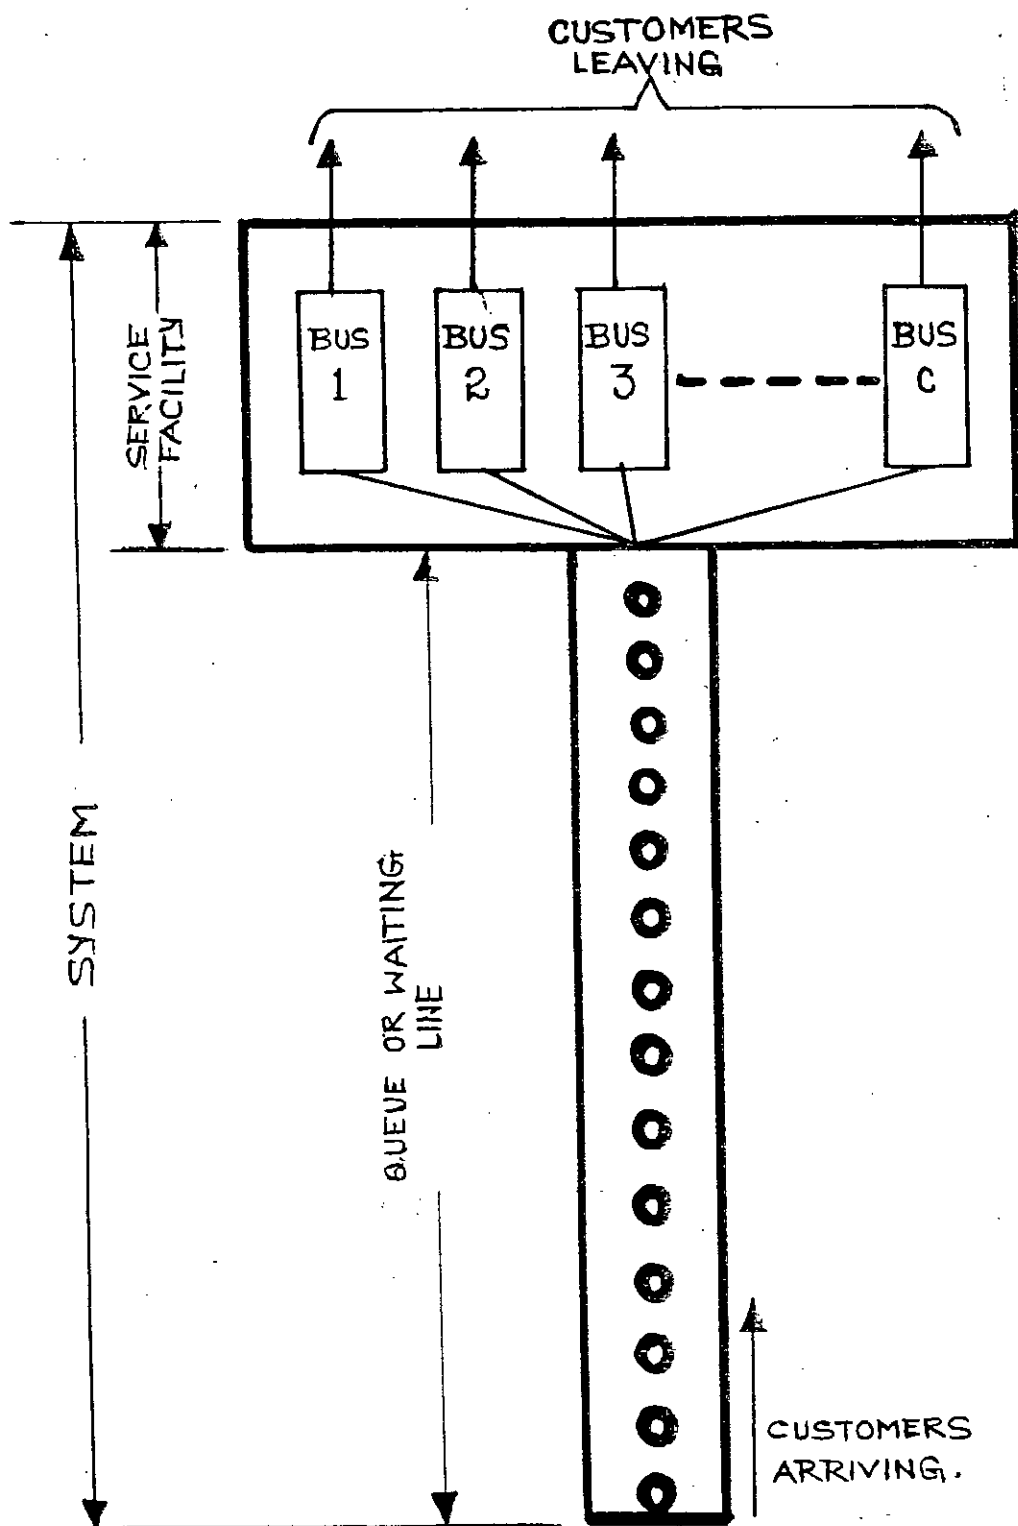 CUSTOMERS
LEAVING
SERVICE
FACILITY
BUS
1
BUS
2
BUS
3
BUS
C
SYSTEM
QUEUE OR WAITING
LINE
CUSTOMERS
ARRIVING.